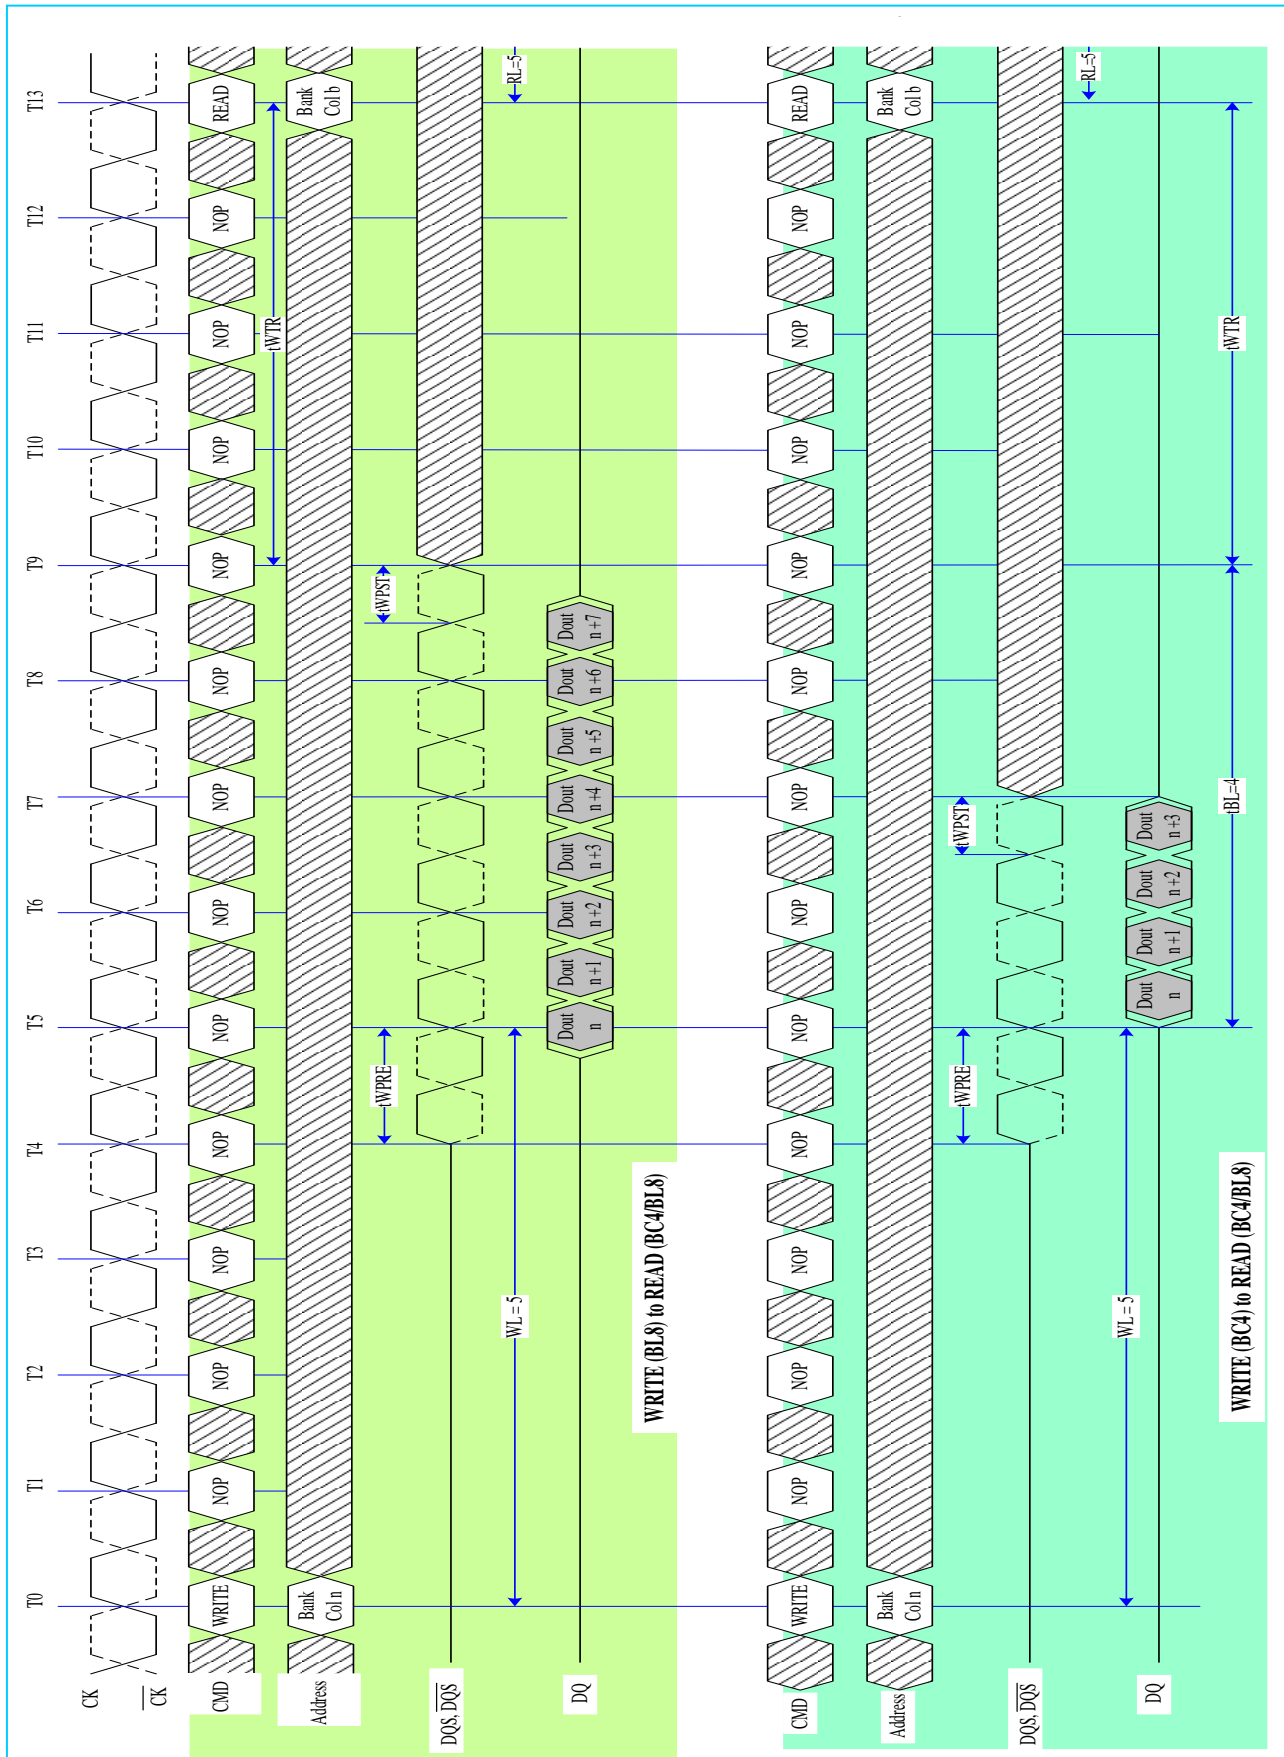 T0 T1 T2 T3 T4 T5 T6 T7 T8 T9 T10 T11 T12 T13
CK
CK
CMD WRITE NOP NOP NOP NOP NOP NOP NOP NOP NOP NOP NOP NOP READ
tWTR
Address Bank Col n Bank Col b
tWPRE tWPST
DQS, DQS
WL = 5 RL=5
DQ Dout n Dout n+1 Dout n+2 Dout n+3 Dout n+4 Dout n+5 Dout n+6 Dout n+7
WRITE (BL8) to READ (BC4/BL8)
CMD WRITE NOP NOP NOP NOP NOP NOP NOP NOP NOP NOP NOP NOP READ
Address Bank Col n Bank Col b
tWPRE tWPST
DQS, DQS
RL=5
WL = 5
DQ Dout n Dout n+1 Dout n+2 Dout n+3
tBL=4 tWTR
WRITE (BC4) to READ (BC4/BL8)